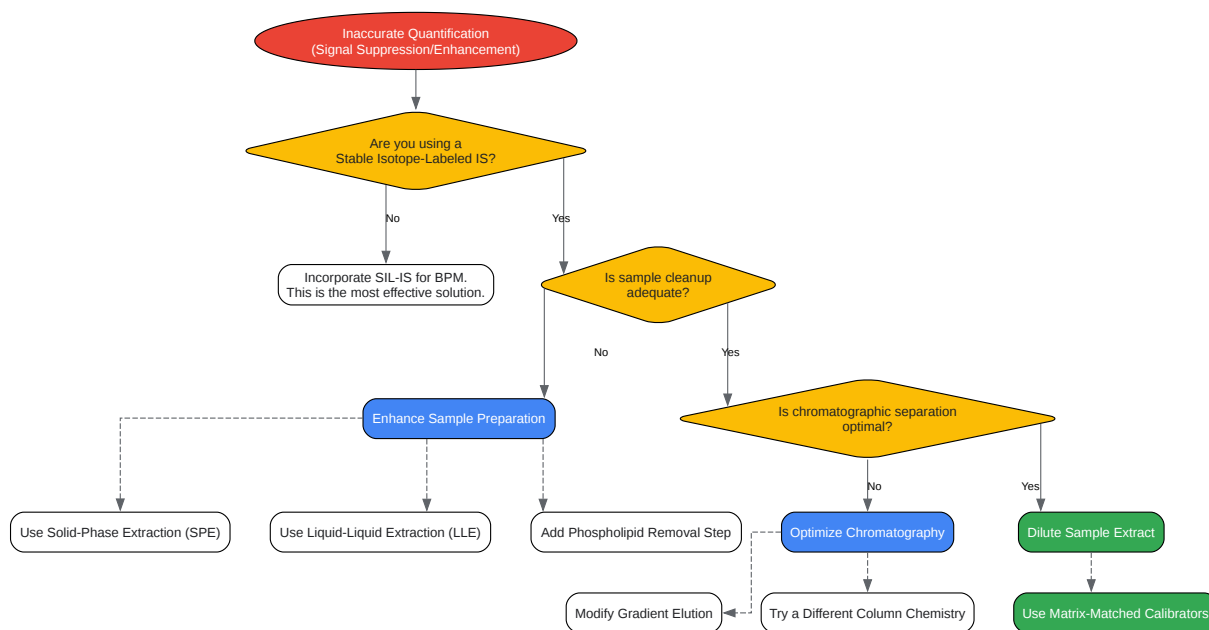 Inaccurate Quantification
(Signal Suppression/Enhancement)
Are you using a
Stable Isotope-Labeled IS?
No
Yes
Incorporate SIL-IS for BPM.
This is the most effective solution.
Is sample cleanup
adequate?
No
Yes
Enhance Sample Preparation
Is chromatographic separation
optimal?
No
Yes
Use Solid-Phase Extraction (SPE)
Use Liquid-Liquid Extraction (LLE)
Add Phospholipid Removal Step
Optimize Chromatography
Dilute Sample Extract
Modify Gradient Elution
Try a Different Column Chemistry
Use Matrix-Matched Calibrators